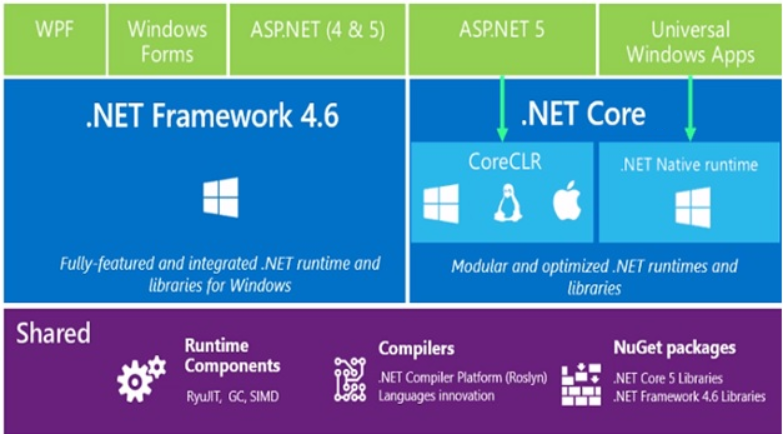 WPF
Windows
Forms
ASP.NET (4 & 5)
ASP.NET 5
Universal
Windows Apps
.NET Framework 4.6
Fully-featured and integrated .NET runtime and
libraries for Windows
.NET Core
CoreCLR
.NET Native runtime
Modular and optimized .NET runtimes and
libraries
Shared
Runtime
Components
RyuJIT, GC, SIMD
Compilers
.NET Compiler Platform (Roslyn)
Languages innovation
NuGet packages
.NET Core 5 Libraries
.NET Framework 4.6 Libraries